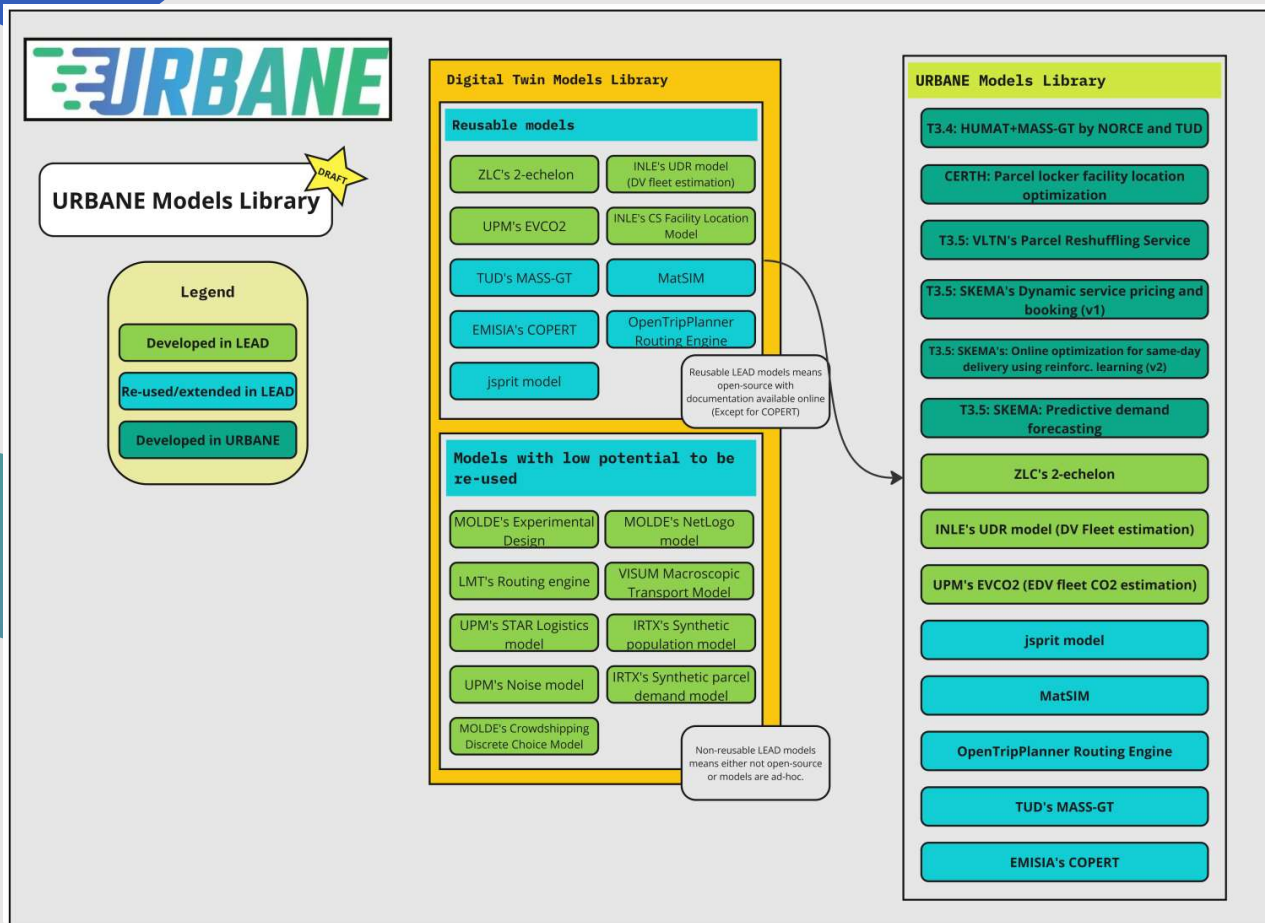 URBANE
URBANE Models Library
DRAFT
Legend
Developed in LEAD
Re-used/extended in LEAD
Developed in URBANE
Digital Twin Models Library
Reusable models
ZLC's 2-echelon
INLE's UDR model
(DV fleet estimation)
UPM's EVCO2
INLE's CS Facility Location
Model
TUD's MASS-GT
MatSIM
EMISIA's COPERT
OpenTripPlanner
Routing Engine
jsprit model
Reusable LEAD models means
open-source with
documentation available online
(Except for COPERT)
Models with low potential to be
re-used
MOLDE's Experimental
Design
MOLDE's NetLogo
model
LMT's Routing engine
VISUM Macroscopic
Transport Model
UPM's STAR Logistics
model
IRTX's Synthetic
population model
UPM's Noise model
IRTX's Synthetic parcel
demand model
MOLDE's Crowdshipping
Discrete Choice Model
Non-reusable LEAD models
means either not open-source
or models are ad-hoc.
URBANE Models Library
T3.4: HUMAT+MASS-GT by NORCE and TUD
CERTH: Parcel locker facility location
optimization
T3.5: VLTN's Parcel Reshuffling Service
T3.5: SKEMA's Dynamic service pricing and
booking (v1)
T3.5: SKEMA's: Online optimization for same-day
delivery using reinforc. learning (v2)
T3.5: SKEMA: Predictive demand
forecasting
ZLC's 2-echelon
INLE's UDR model (DV Fleet estimation)
UPM's EVCO2 (EDV fleet CO2 estimation)
jsprit model
MatSIM
OpenTripPlanner Routing Engine
TUD's MASS-GT
EMISIA's COPERT